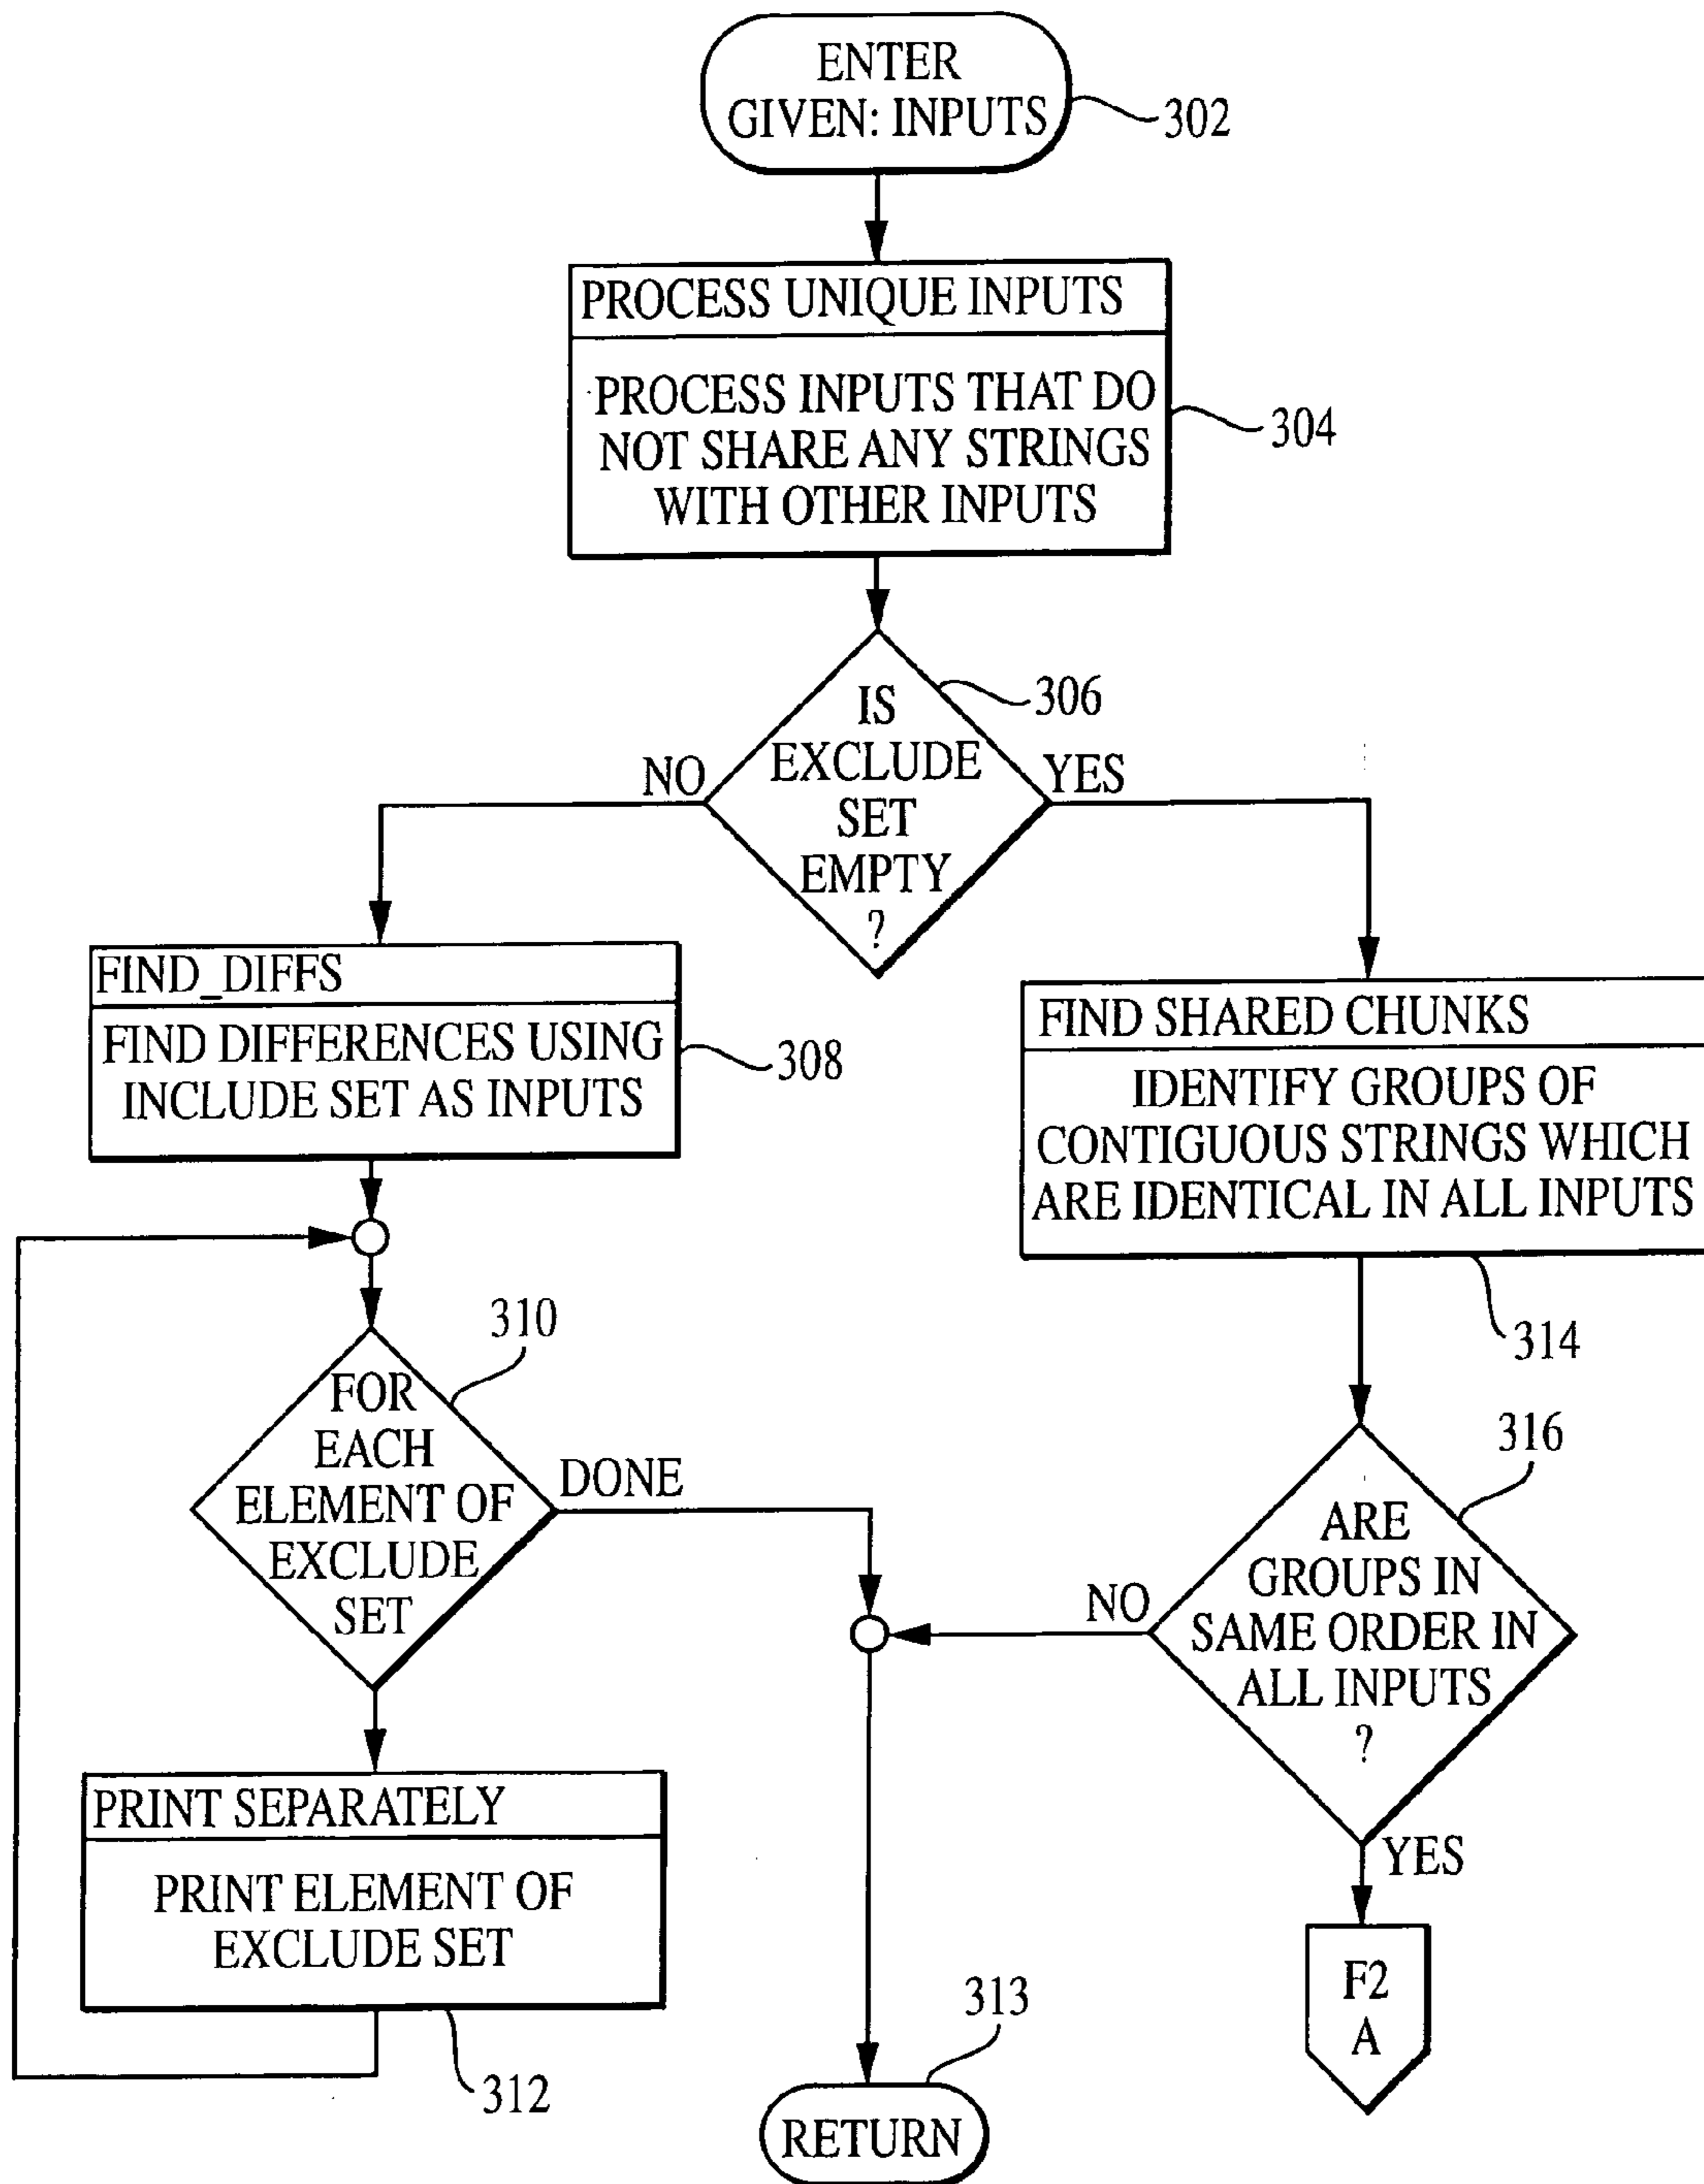 ENTER
GIVEN: INPUTS
302
PROCESS UNIQUE INPUTS
PROCESS INPUTS THAT DO
NOT SHARE ANY STRINGS
WITH OTHER INPUTS
304
IS
EXCLUDE
SET
EMPTY
?
306
NO
YES
FIND_DIFFS
FIND DIFFERENCES USING
INCLUDE SET AS INPUTS
308
FIND SHARED CHUNKS
IDENTIFY GROUPS OF
CONTIGUOUS STRINGS WHICH
ARE IDENTICAL IN ALL INPUTS
314
310
FOR
EACH
ELEMENT OF
EXCLUDE
SET
DONE
316
ARE
GROUPS IN
SAME ORDER IN
ALL INPUTS
?
NO
YES
PRINT SEPARATELY
PRINT ELEMENT OF
EXCLUDE SET
312
F2
A
313
RETURN